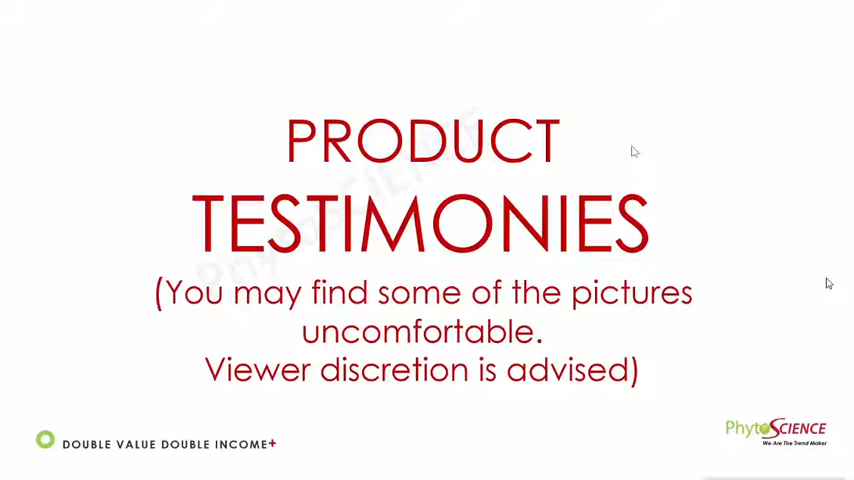 PRODUCT
TESTIMONIES
(You may find some of the pictures
uncomfortable.
Viewer discretion is advised)
DOUBLE VALUE DOUBLE INCOME+
PhytoSCIENCE
We Are The Trend Maker
PhytoSCIENCE